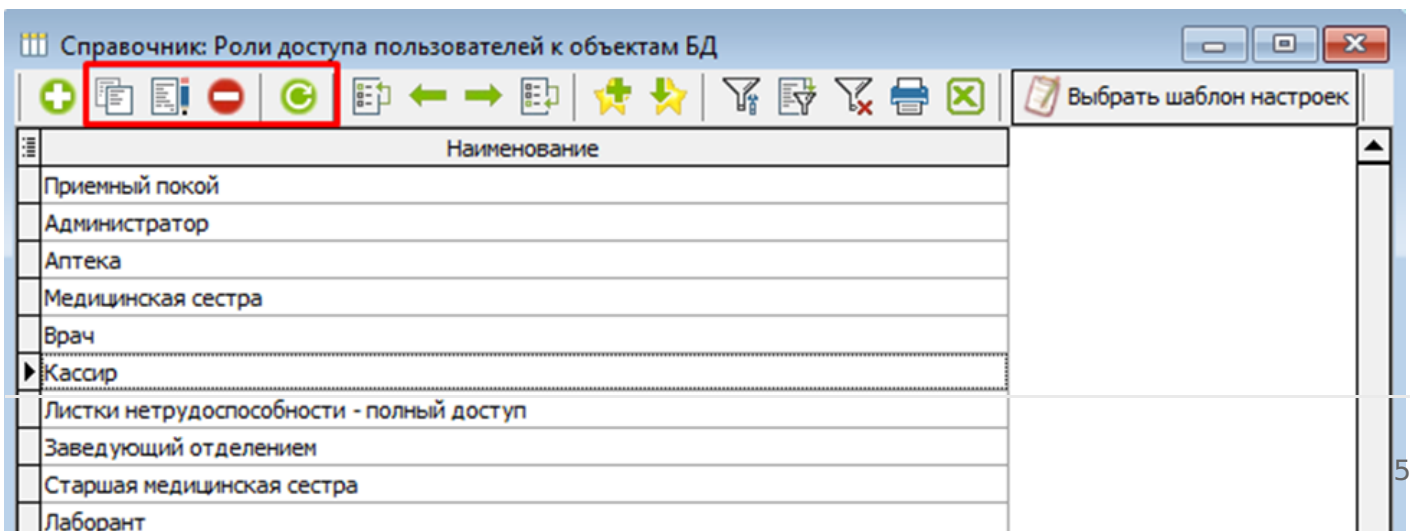 Справочник: Роли доступа пользователей к объектам БД
Выбрать шаблон настроек
Наименование
Приемный покой
Администратор
Аптека
Медицинская сестра
Врач
Кассир
Листки нетрудоспособности - полный доступ
Заведующий отделением
5
Старшая медицинская сестра
Лаборант